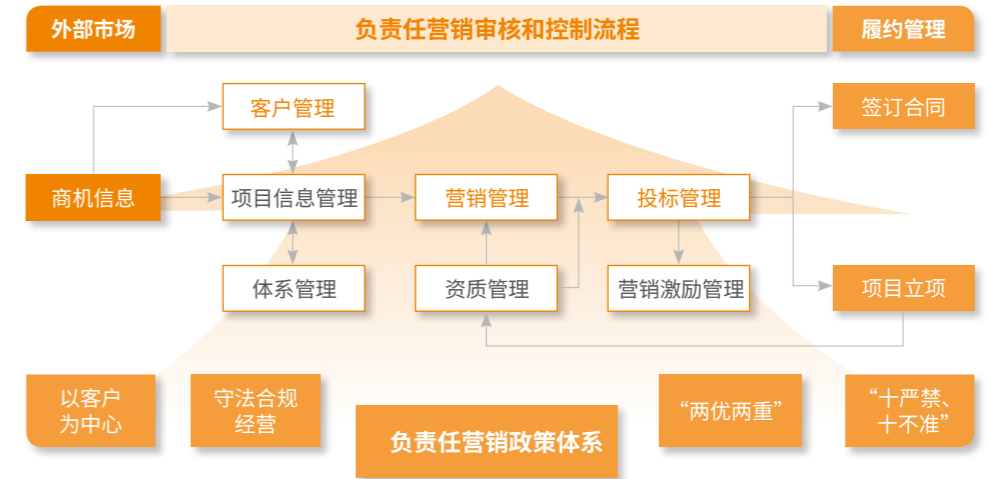 外部市场
负责任营销审核和控制流程
履约管理
客户管理
签订合同
商机信息
项目信息管理
营销管理
投标管理
体系管理
资质管理
营销激励管理
项目立项
以客户
为中心
守法合规
经营
负责任营销政策体系
“两优两重”
“十严禁、
十不准”